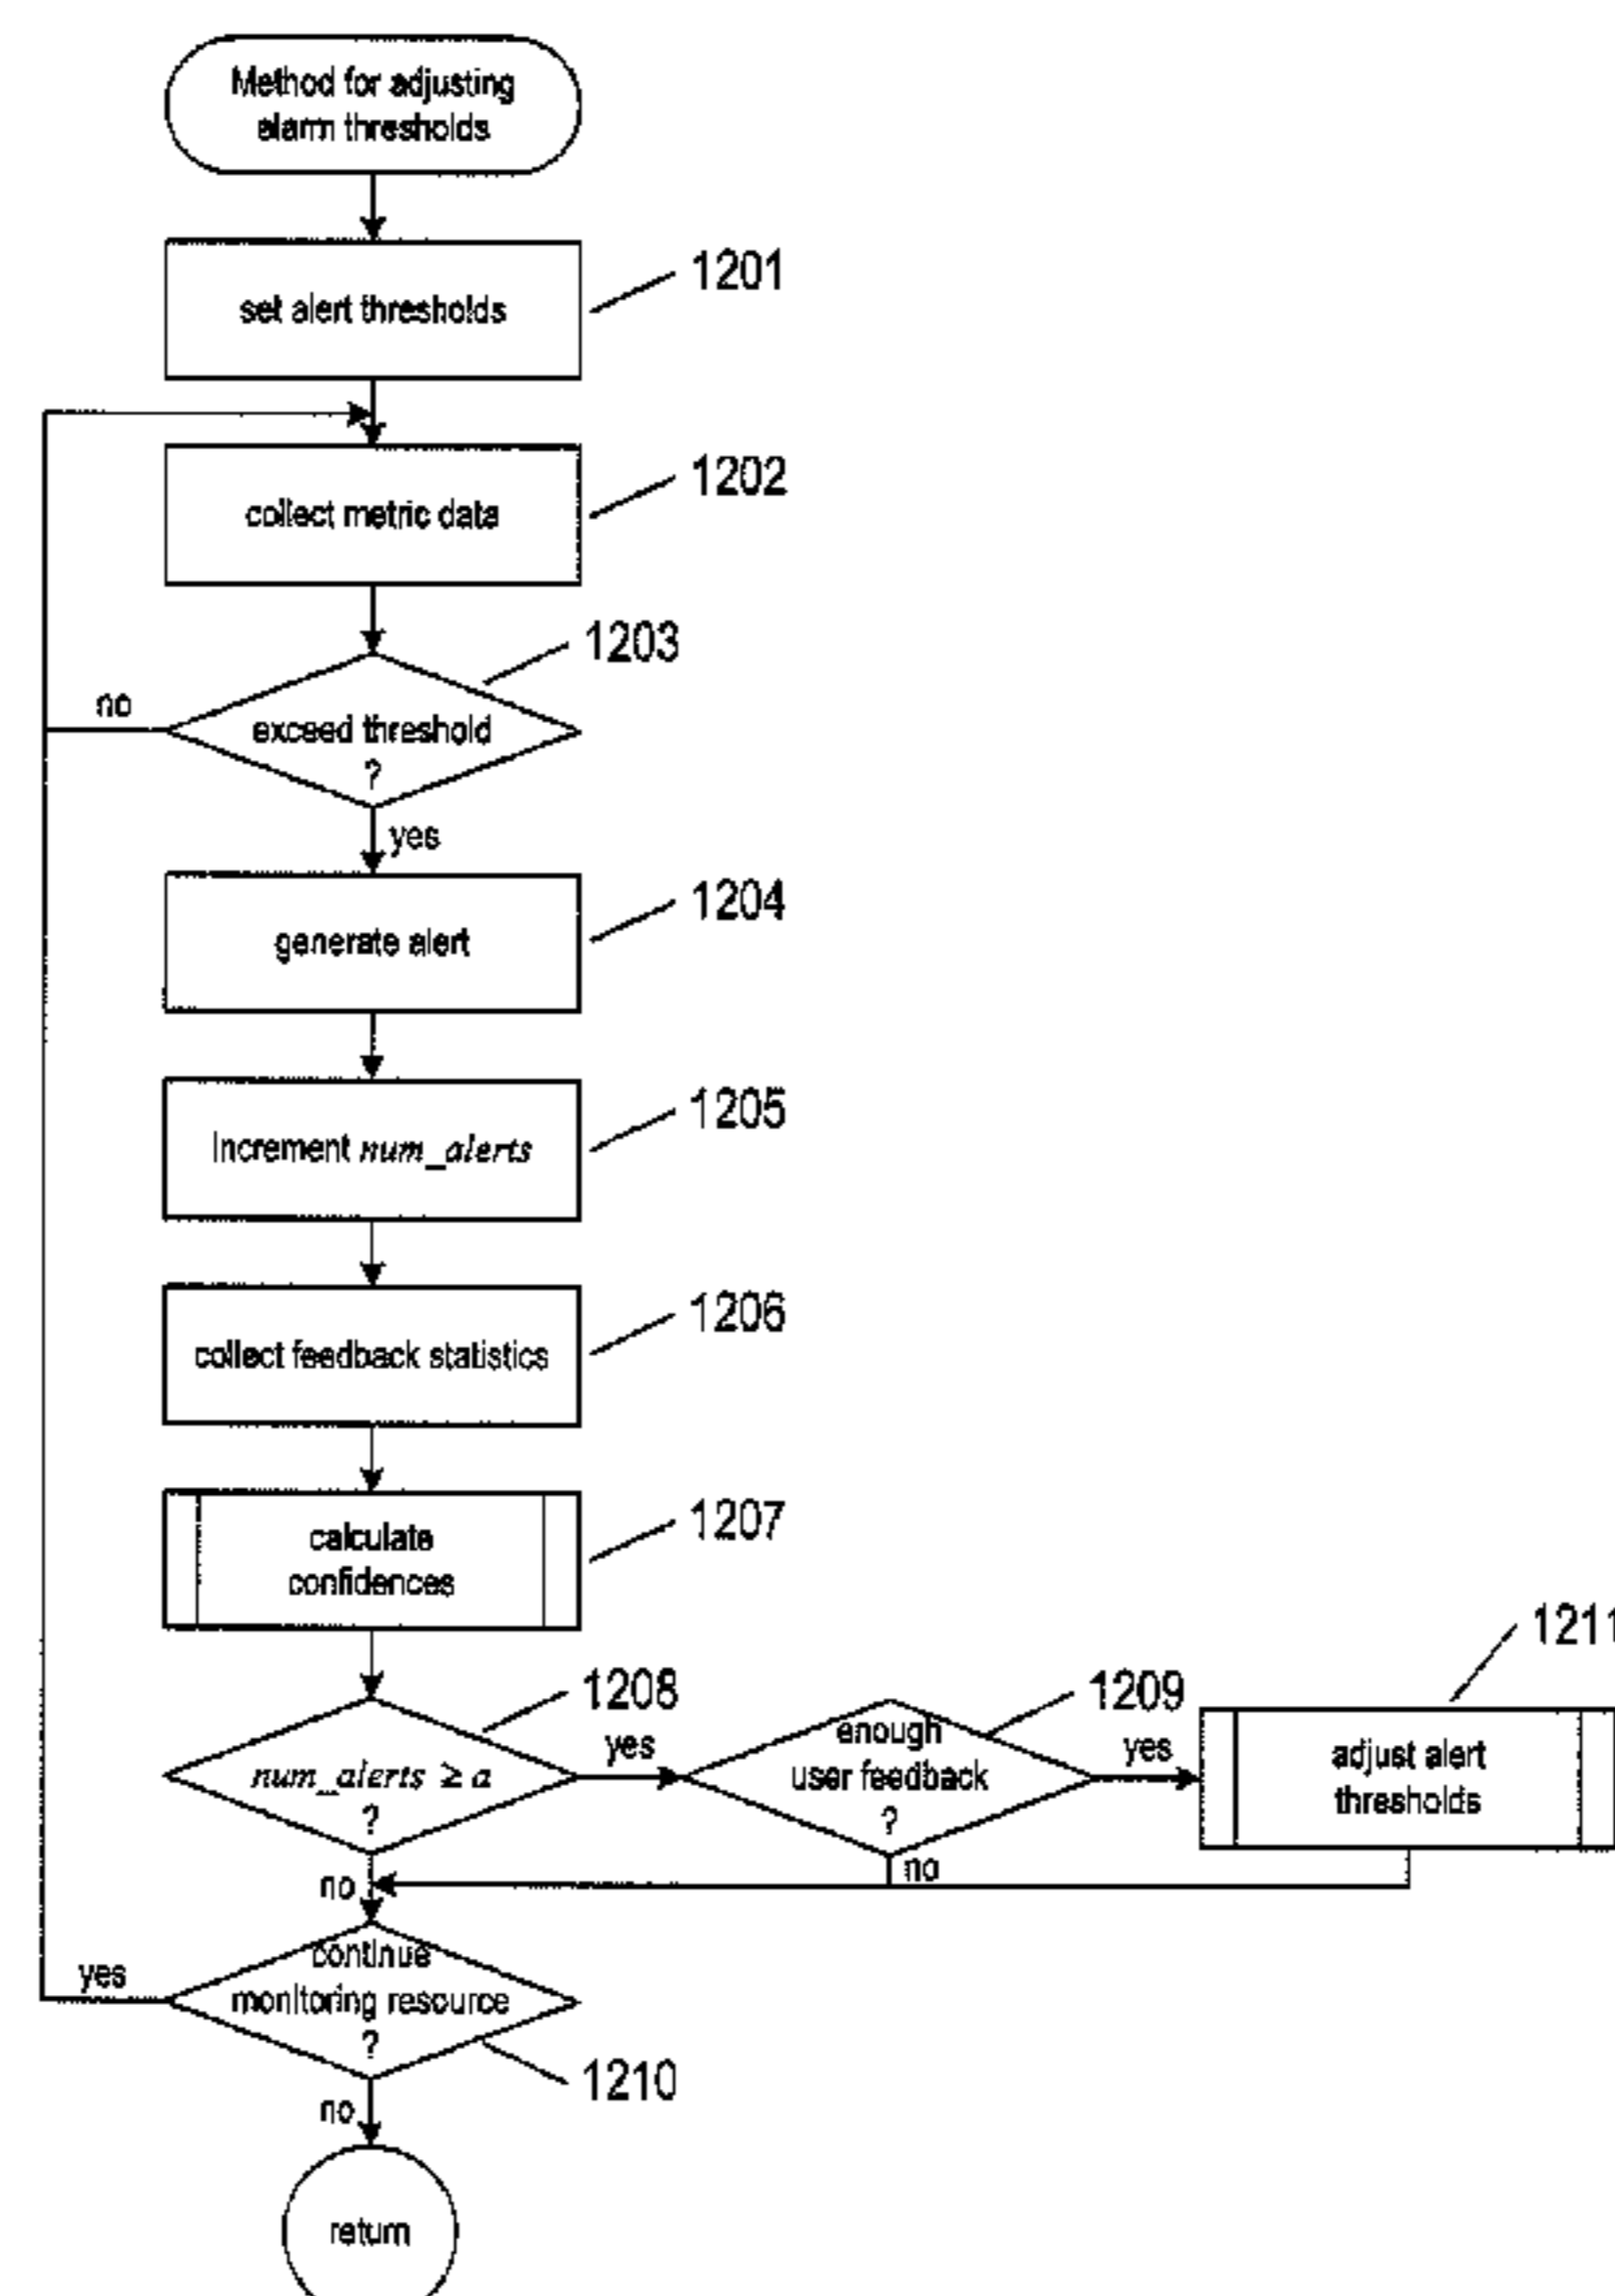 Method for adjusting
alarm thresholds
set alert thresholds
1201
collect metric data
1202
1203
no
exceed threshold
?
yes
generate alert
1204
Increment num_alerts
1205
collect feedback statistics
1206
calculate
confidences
1207
1208
num_alerts ≥ a
?
yes
1209
enough
user feedback
?
yes
1211
adjust alert
thresholds
no
no
continue
monitoring resource
?
yes
1210
no
return